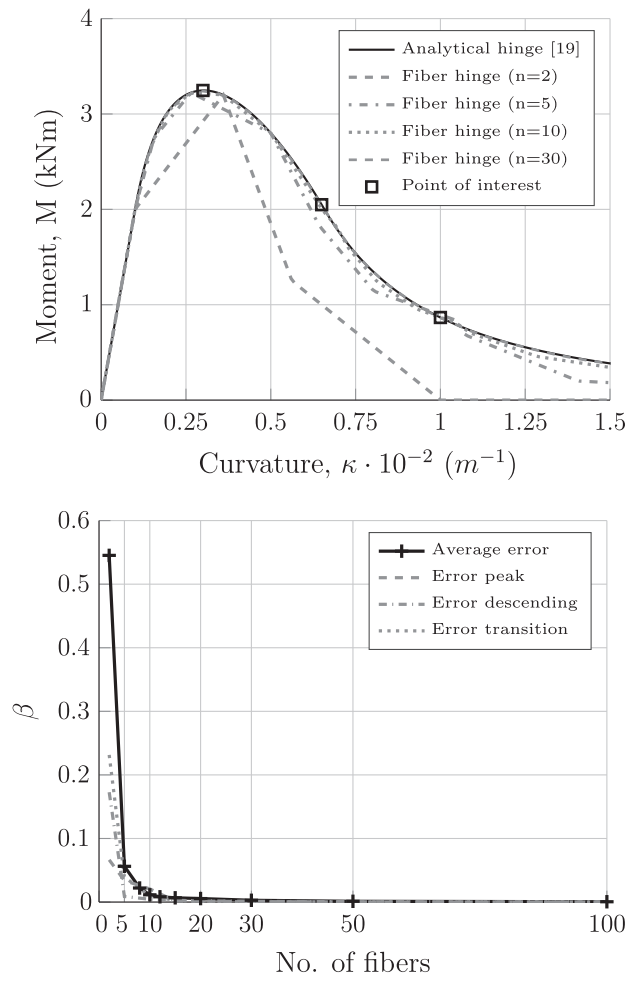 4
3
2
1
0
Moment, M (kNm)
Analytical hinge [19]
Fiber hinge (n=2)
Fiber hinge (n=5)
Fiber hinge (n=10)
Fiber hinge (n=30)
Point of interest
0 0.25 0.5 0.75 1 1.25 1.5
Curvature, κ · 10⁻² (m⁻¹)
0.6
0.5
0.4
0.3
0.2
0.1
0
β
Average error
Error peak
Error descending
Error transition
0 5 10 20 30 50 100
No. of fibers